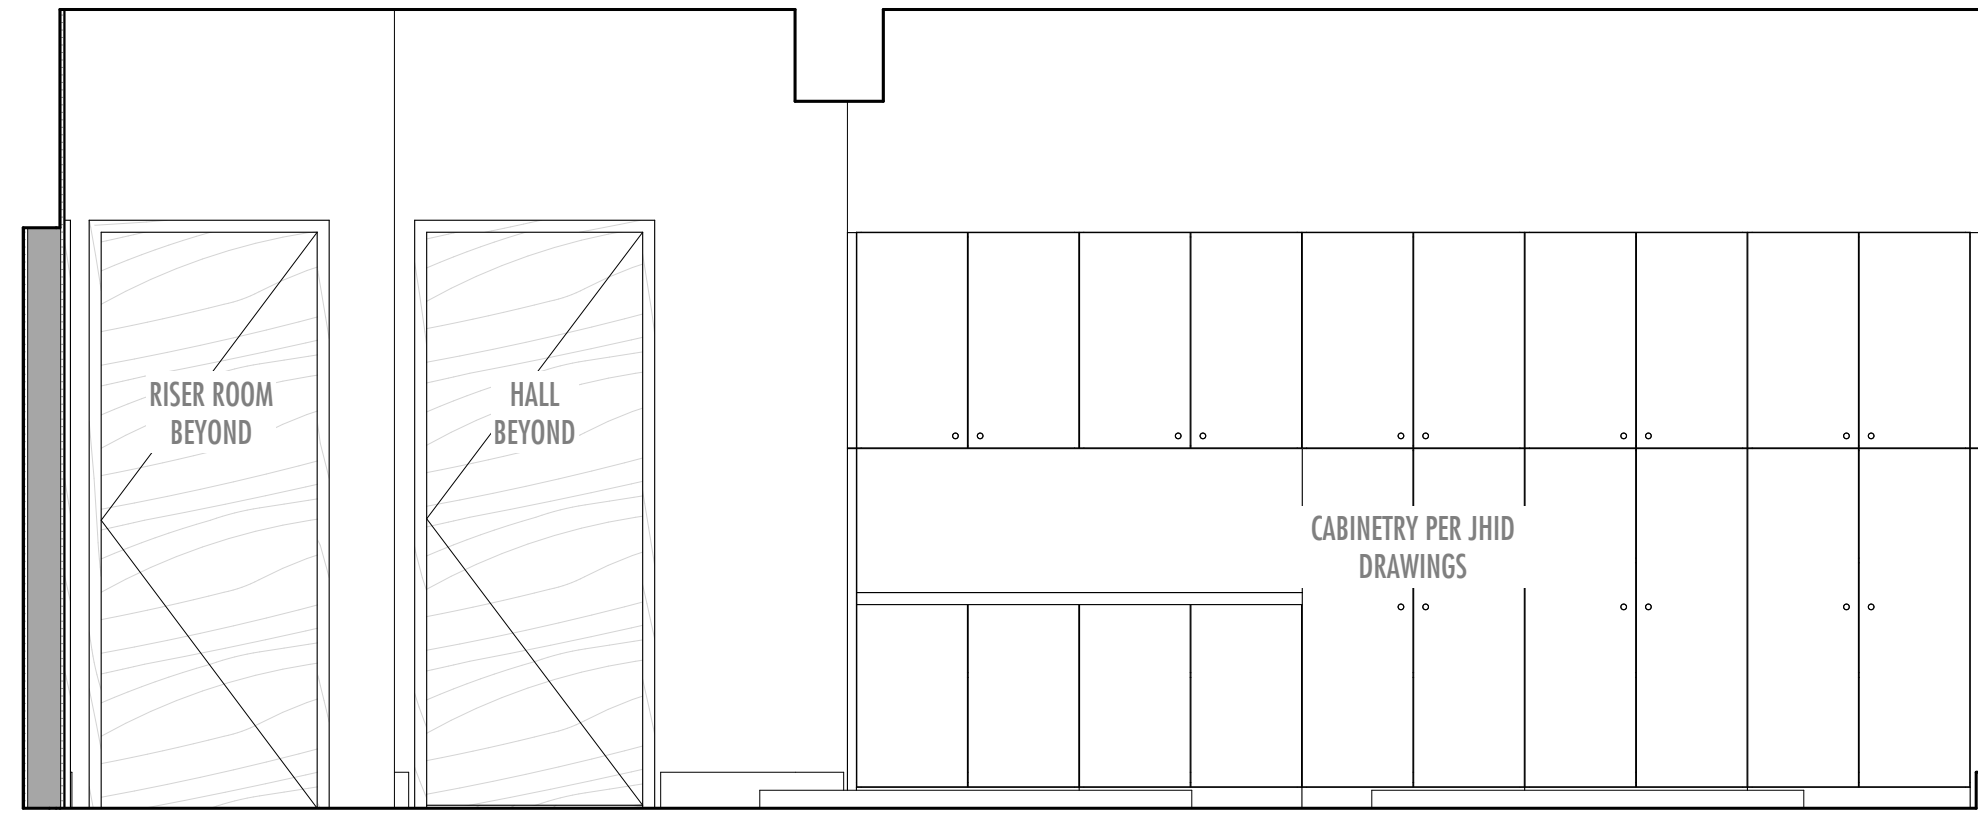 RISER ROOM
BEYOND
HALL
BEYOND
CABINETRY PER JHID
DRAWINGS